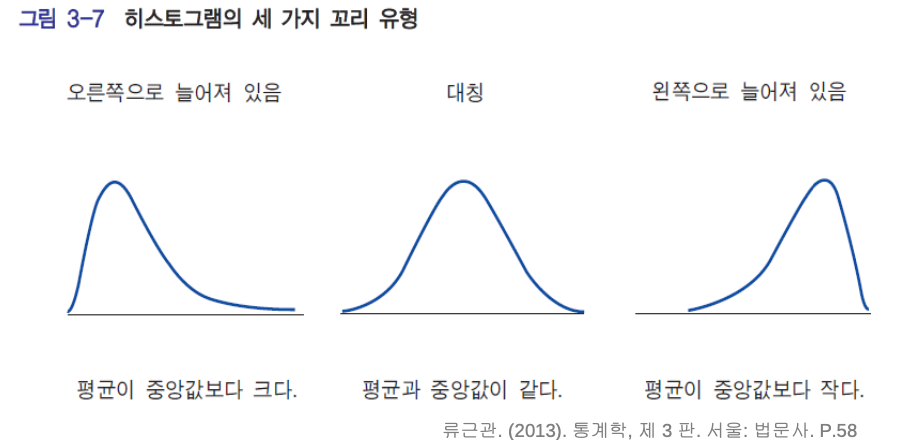 그림 3-7 히스토그램의 세 가지 꼬리 유형
오른쪽으로 늘어져 있음 대칭 왼쪽으로 늘어져 있음
평균이 중앙값보다 크다. 평균과 중앙값이 같다. 평균이 중앙값보다 작다.
류근관. (2013). 통계학, 제 3 판. 서울: 법문사. P.58